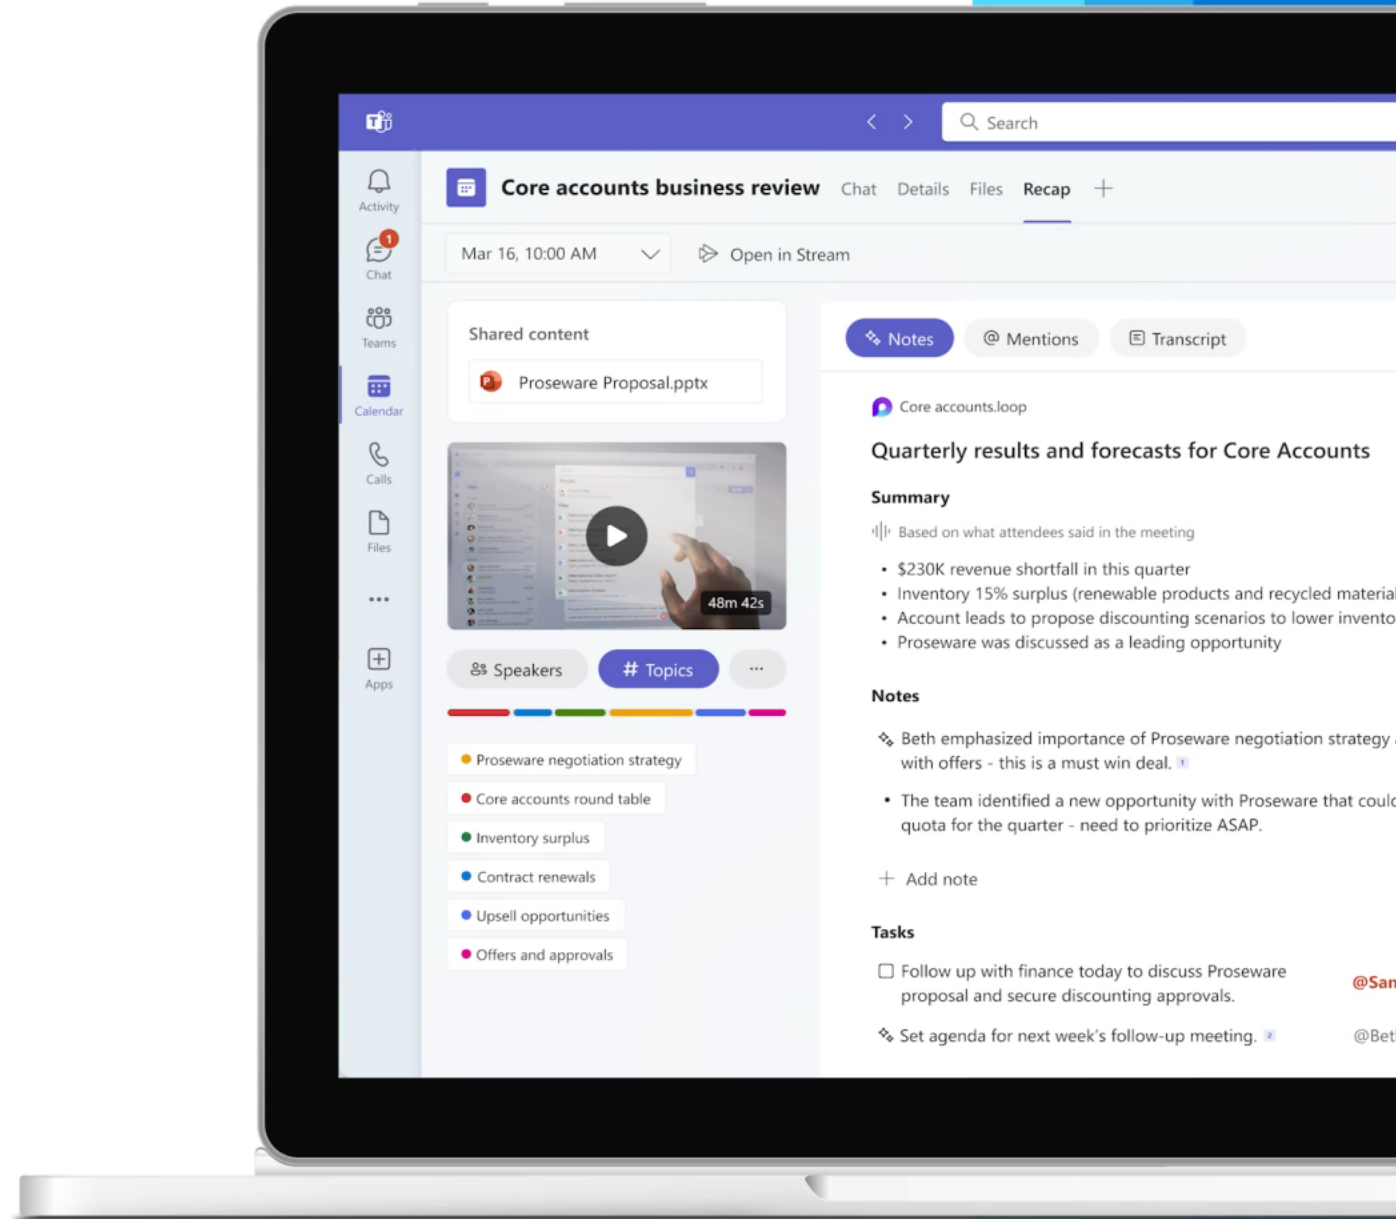 Search
Activity
1
Chat
Teams
Calendar
Calls
Files
Apps
Core accounts business review
Chat
Details
Files
Recap
Mar 16, 10:00 AM
Open in Stream
Shared content
Proseware Proposal.pptx
48m 42s
Speakers
# Topics
Proseware negotiation strategy
Core accounts round table
Inventory surplus
Contract renewals
Upsell opportunities
Offers and approvals
Notes
@ Mentions
Transcript
Core accounts.loop
Quarterly results and forecasts for Core Accounts
Summary
Based on what attendees said in the meeting
• $230K revenue shortfall in this quarter
• Inventory 15% surplus (renewable products and recycled material
• Account leads to propose discounting scenarios to lower invento
• Proseware was discussed as a leading opportunity
Notes
Beth emphasized importance of Proseware negotiation strategy
with offers - this is a must win deal. 1
• The team identified a new opportunity with Proseware that could
quota for the quarter - need to prioritize ASAP.
+ Add note
Tasks
Follow up with finance today to discuss Proseware
proposal and secure discounting approvals.
@San
Set agenda for next week's follow-up meeting. 2
@Bet